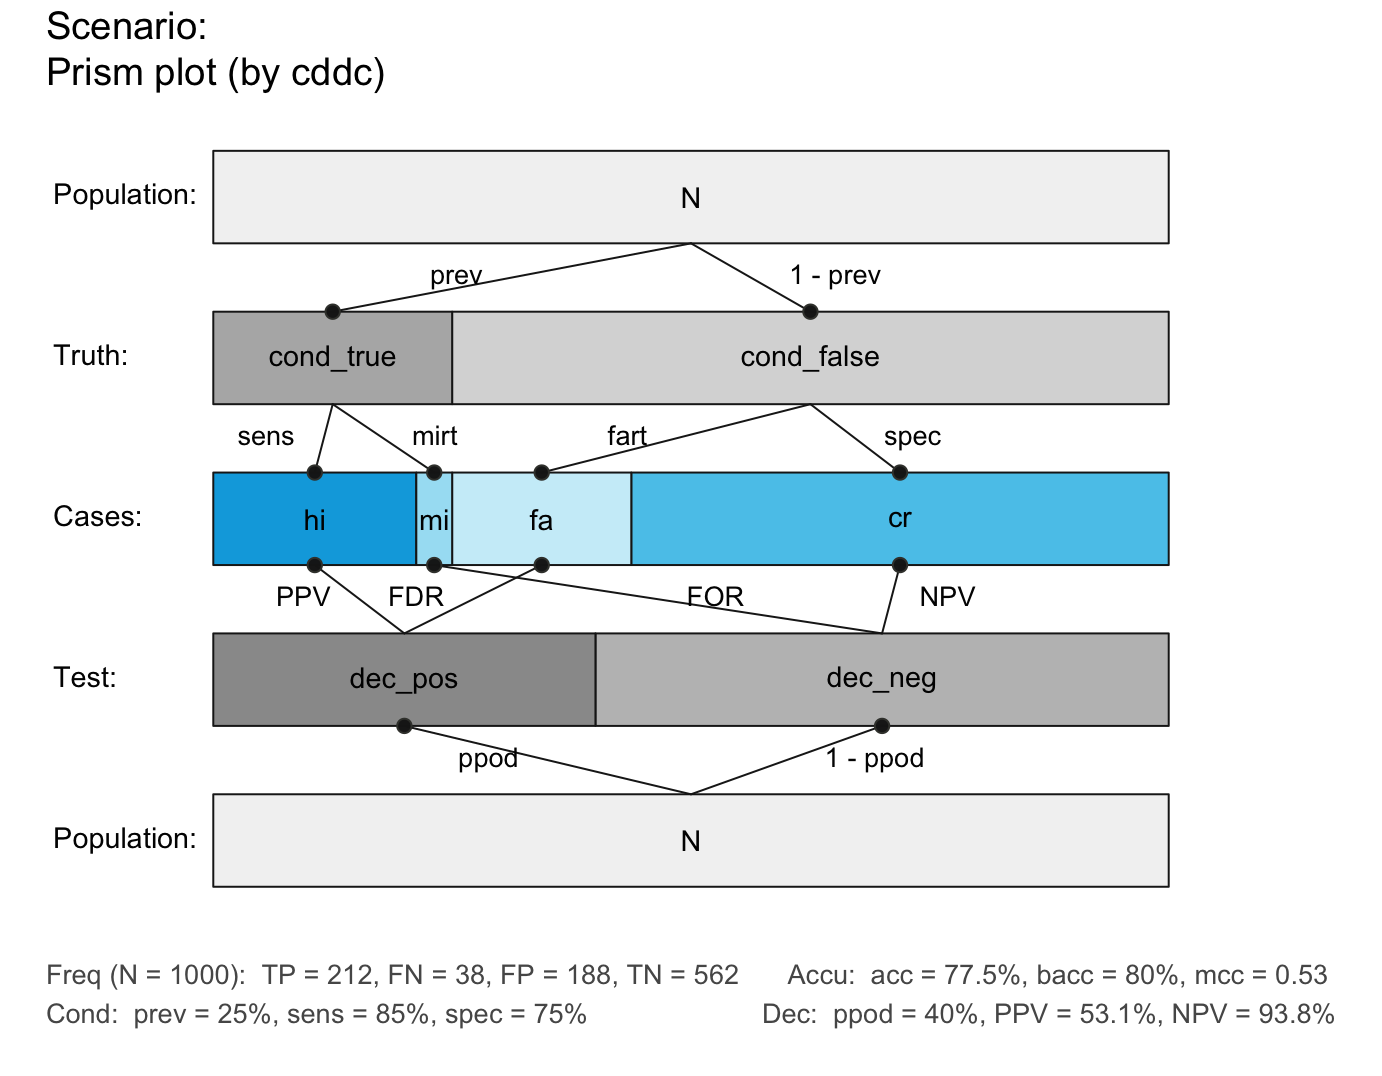 Scenario:
Prism plot (by cddc)
Population:
N
prev
1 - prev
Truth:
cond_true
cond_false
sens
mirt
fart
spec
Cases:
hi
mi
fa
cr
PPV
FDR
FOR
NPV
Test:
dec_pos
dec_neg
ppod
1 - ppod
Population:
N
Freq (N = 1000):  TP = 212, FN = 38, FP = 188, TN = 562
Accu:  acc = 77.5%, bacc = 80%, mcc = 0.53
Cond:  prev = 25%, sens = 85%, spec = 75%
Dec:  ppod = 40%, PPV = 53.1%, NPV = 93.8%